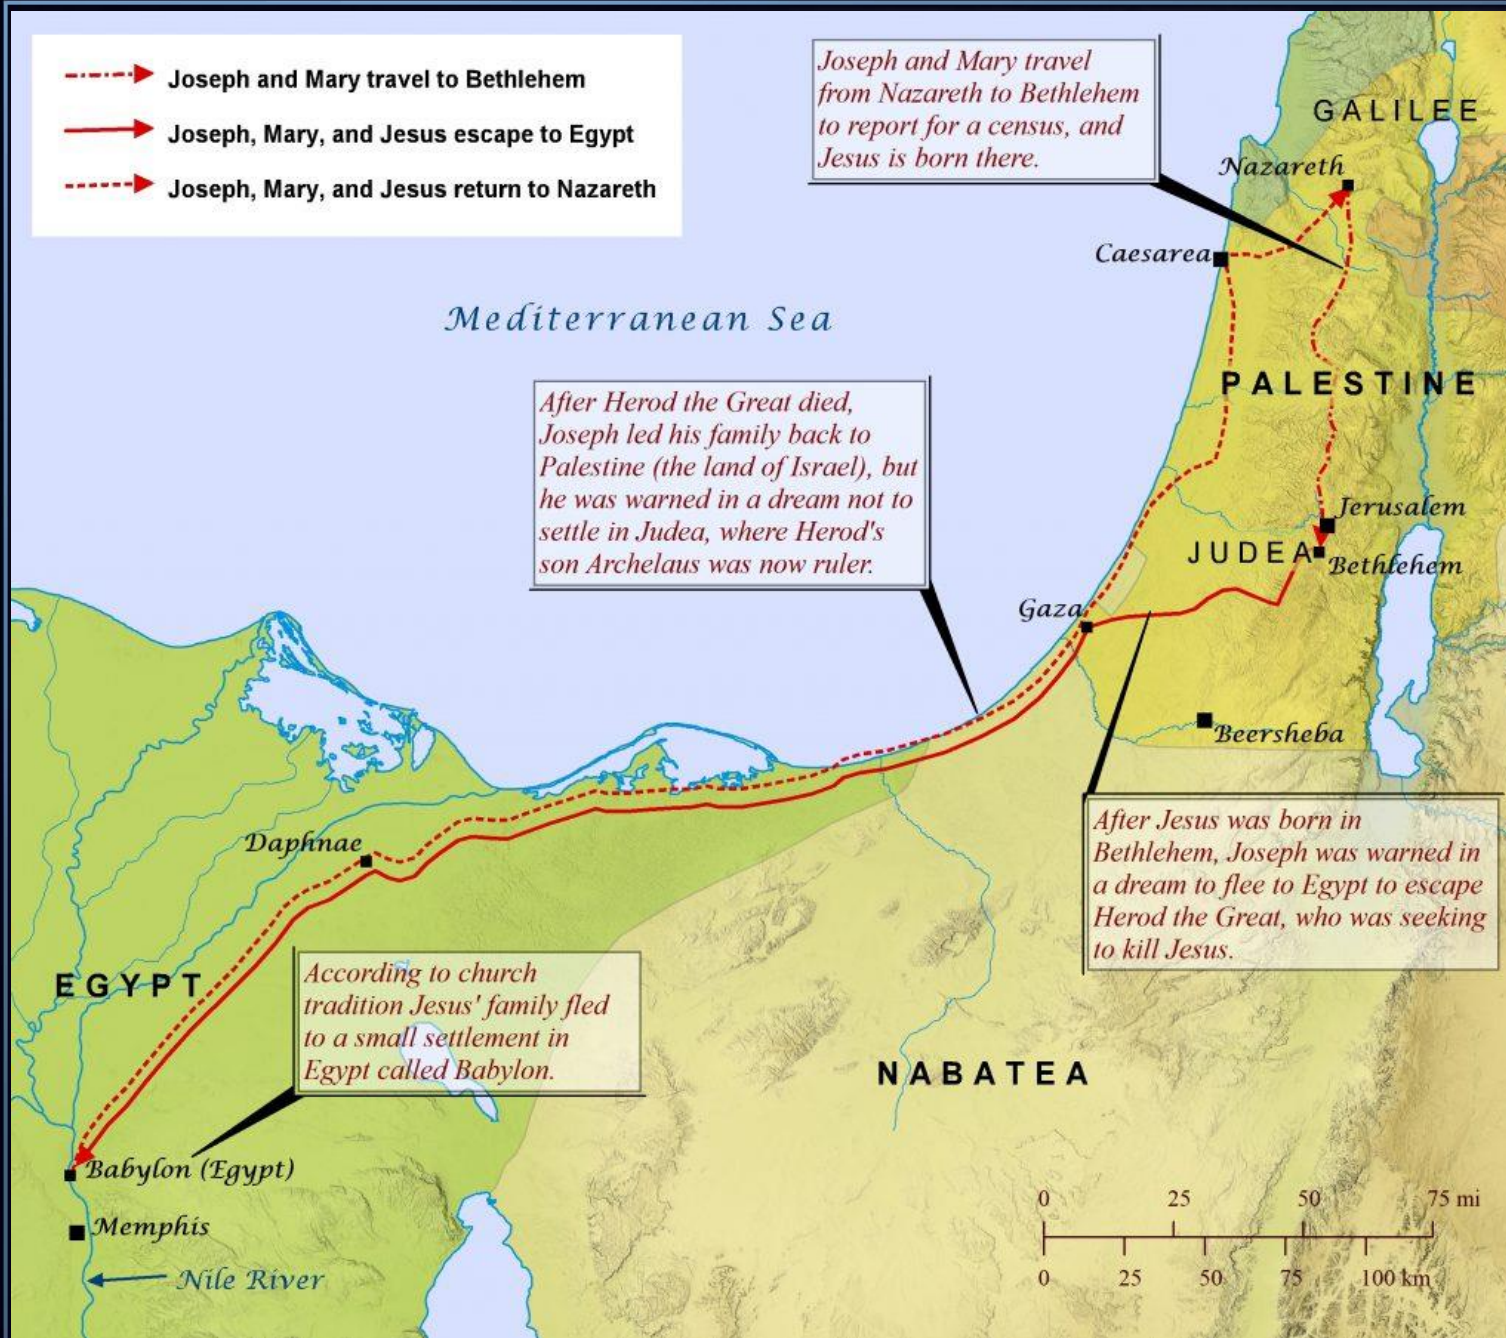 Joseph and Mary travel to Bethlehem
Joseph, Mary, and Jesus escape to Egypt
Joseph, Mary, and Jesus return to Nazareth
Joseph and Mary travel
from Nazareth to Bethlehem
to report for a census, and
Jesus is born there.
GALILEE
Nazareth
Caesarea
Mediterranean Sea
PALESTINE
After Herod the Great died,
Joseph led his family back to
Palestine (the land of Israel), but
he was warned in a dream not to
settle in Judea, where Herod's
son Archelaus was now ruler.
Jerusalem
JUDEA
Bethlehem
Gaza
Beersheba
After Jesus was born in
Bethlehem, Joseph was warned in
a dream to flee to Egypt to escape
Herod the Great, who was seeking
to kill Jesus.
Daphnae
EGYPT
According to church
tradition Jesus' family fled
to a small settlement in
Egypt called Babylon.
NABATEA
Babylon (Egypt)
Memphis
Nile River
0 25 50 75 mi
0 25 50 75 100 km